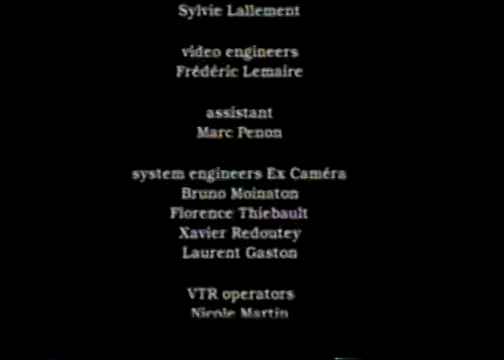 Sylvie Lallement
video engineers
Frédéric Lemaire
assistant
Marc Penon
system engineers Ex Caméra
Bruno Moinaton
Florence Thiebault
Xavier Redoutey
Laurent Gaston
VTR operators
Nicole Martin